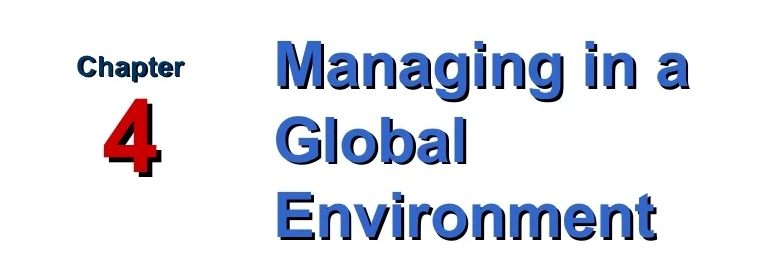 Chapter
4
Managing in a
Global
Environment